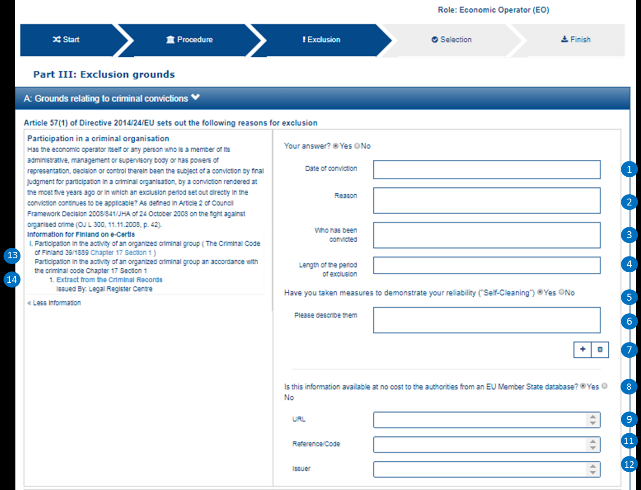 Role: Economic Operator (EO)
Start
Procedure
Exclusion
Selection
Finish
Part III: Exclusion grounds
A: Grounds relating to criminal convictions
Article 57(1) of Directive 2014/24/EU sets out the following reasons for exclusion
Participation in a criminal organisation
Has the economic operator itself or any person who is a member of its
administrative, management or supervisory body or has powers of
representation, decision or control therein been the subject of a conviction by final
judgment for participation in a criminal organisation, by a conviction rendered at
the most five years ago or in which an exclusion period set out directly in the
conviction continues to be applicable? As defined in Article 2 of Council
Framework Decision 2008/841/JHA of 24 October 2008 on the fight against
organised crime (OJ L 300, 11.11.2008, p. 42).
Information for Finland on e-Certis
13
I. Participation in the activity of an organized criminal group ( The Criminal Code
of Finland 39/1889 Chapter 17 Section 1 )
Participation in the activity of an organized criminal group an accordance with
the criminal code Chapter 17 Section 1
14
1. Extract from the Criminal Records
Issued By: Legal Register Centre
« Less information
Your answer? Yes No
Date of conviction
1
Reason
2
Who has been
convicted
3
Length of the period
of exclusion
4
Have you taken measures to demonstrate your reliability ("Self-Cleaning") Yes No
5
Please describe them
6
+
7
Is this information available at no cost to the authorities from an EU Member State database? Yes
No
8
URL
9
Reference/Code
11
Issuer
12